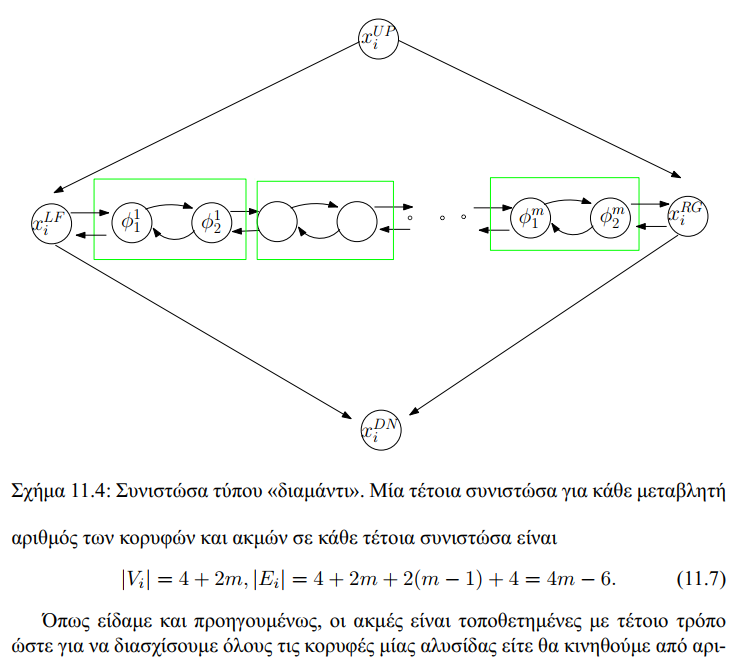 x_i^{UP}
x_i^{LF} φ_1^1 φ_2^1 φ_1^m φ_2^m x_i^{RG}
x_i^{DN}
Σχήμα 11.4: Συνιστώσα τύπου «διαμάντι». Μία τέτοια συνιστώσα για κάθε μεταβλητή
αριθμός των κορυφών και ακμών σε κάθε τέτοια συνιστώσα είναι
|V_i| = 4 + 2m, |E_i| = 4 + 2m + 2(m − 1) + 4 = 4m − 6. (11.7)
Όπως είδαμε και προηγουμένως, οι ακμές είναι τοποθετημένες με τέτοιο τρόπο
ώστε για να διασχίσουμε όλους τις κορυφές μίας αλυσίδας είτε θα κινηθούμε από αρι-